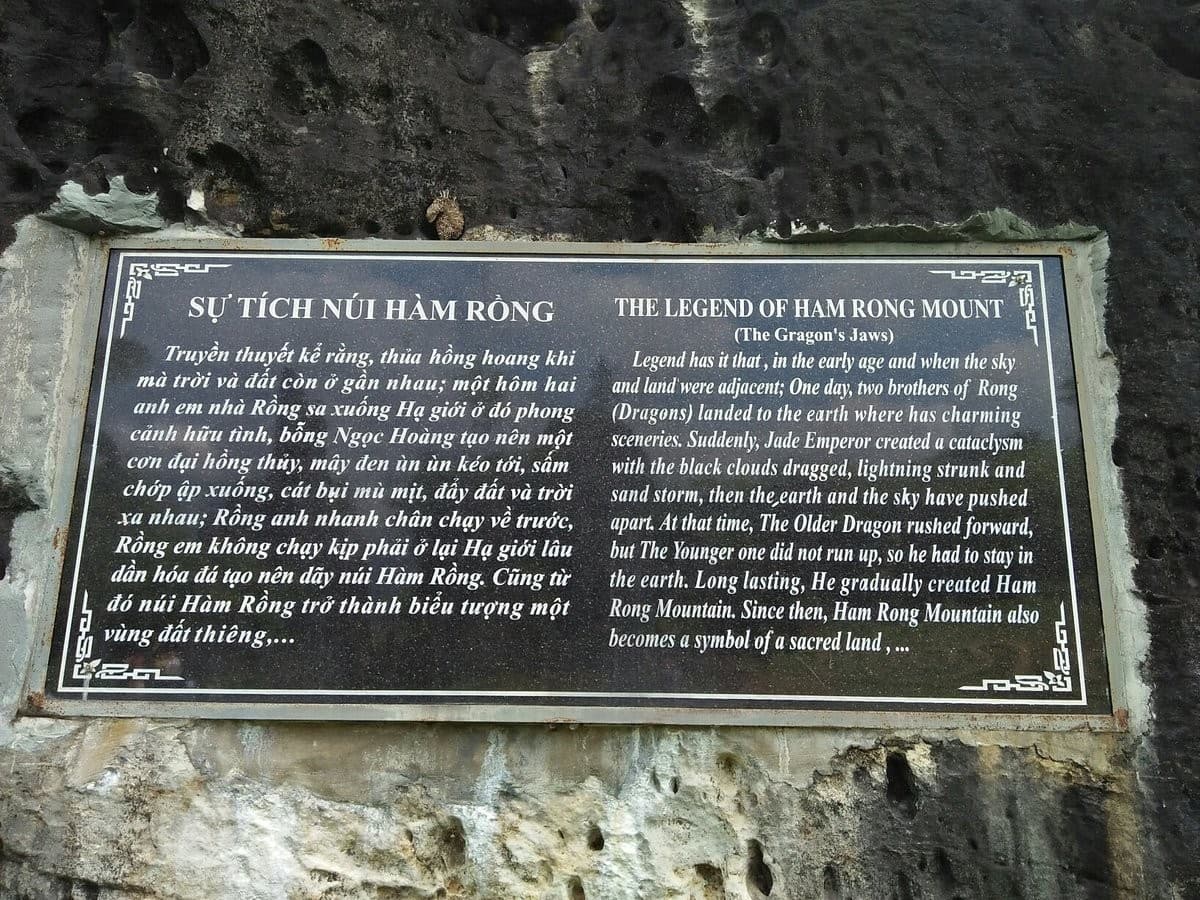 SỰ TÍCH NÚI HÀM RỒNG
Truyền thuyết kể rằng, thủa hồng hoang khi
mà trời và đất còn ở gần nhau; một hôm hai
anh em nhà Rồng sa xuống Hạ giới ở đó phong
cảnh hữu tình, bỗng Ngọc Hoàng tạo nên một
cơn đại hồng thủy, mây đen ùn ùn kéo tới, sấm
chớp ập xuống, cát bụi mù mịt, đẩy đất và trời
xa nhau; Rồng anh nhanh chân chạy về trước,
Rồng em không chạy kịp phải ở lại Hạ giới lâu
dần hóa đá tạo nên dãy núi Hàm Rồng. Cũng từ
đó núi Hàm Rồng trở thành biểu tượng một
vùng đất thiêng,...
THE LEGEND OF HAM RONG MOUNT
(The Gragon's Jaws)
Legend has it that , in the early age and when the sky
and land were adjacent; One day, two brothers of Rong
(Dragons) landed to the earth where has charming
sceneries. Suddenly, Jade Emperor created a cataclysm
with the black clouds dragged, lightning strunk and
sand storm, then the earth and the sky have pushed
apart. At that time, The Older Dragon rushed forward,
but The Younger one did not run up, so he had to stay in
the earth. Long lasting, He gradually created Ham
Rong Mountain. Since then, Ham Rong Mountain also
becomes a symbol of a sacred land , ...